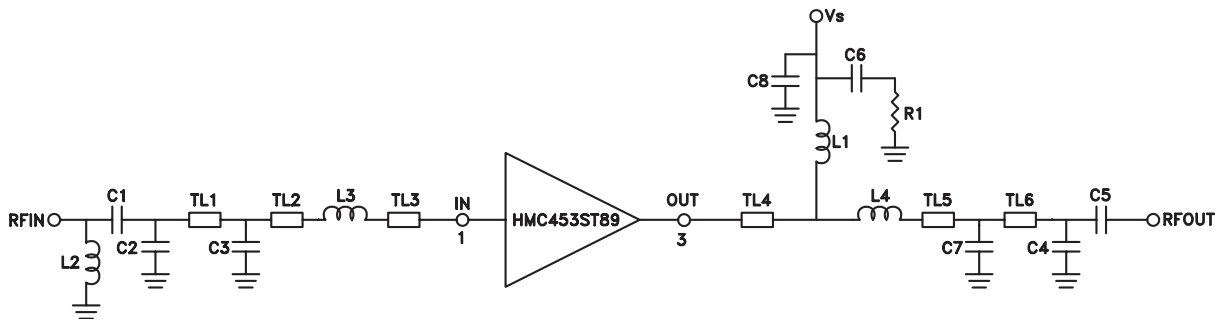 Vs
C6
C8
R1
L1
C1
TL1
TL2
L3
TL3
IN
OUT
TL4
L4
TL5
TL6
C5
RFIN
HMC453ST89
RFOUT
1
3
L2
C2
C3
C7
C4